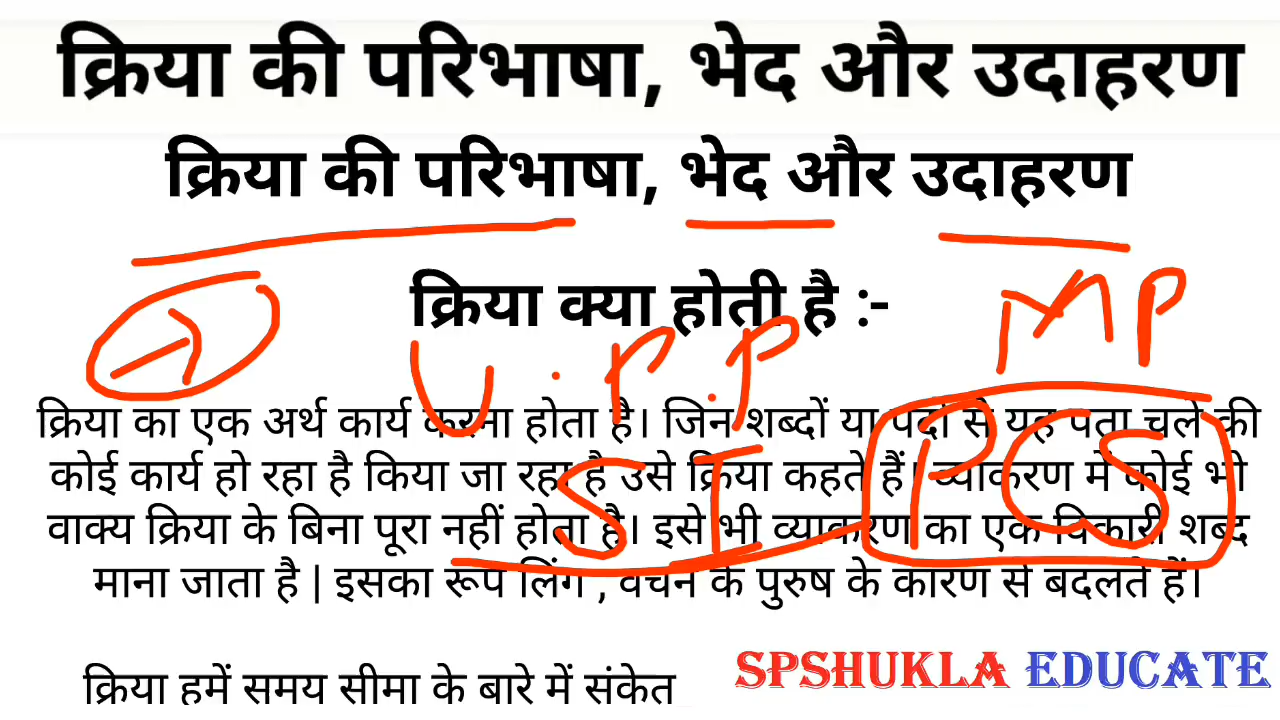 क्रिया की परिभाषा, भेद और उदाहरण
क्रिया की परिभाषा, भेद और उदाहरण
क्रिया क्या होती है :-
MP
U.P.P
क्रिया का एक अर्थ कार्य करना होता है। जिन शब्दों या पदों से यह पता चले की
कोई कार्य हो रहा है किया जा रहा है उसे क्रिया कहते हैं। व्याकरण में कोई भी
SI PCS
वाक्य क्रिया के बिना पूरा नहीं होता है। इसे भी व्याकरण का एक विकारी शब्द
माना जाता है | इसका रूप लिंग , वचन के पुरुष के कारण से बदलते हैं।
क्रिया हमें समय सीमा के बारे में संकेत
SPSHUKLA EDUCATE